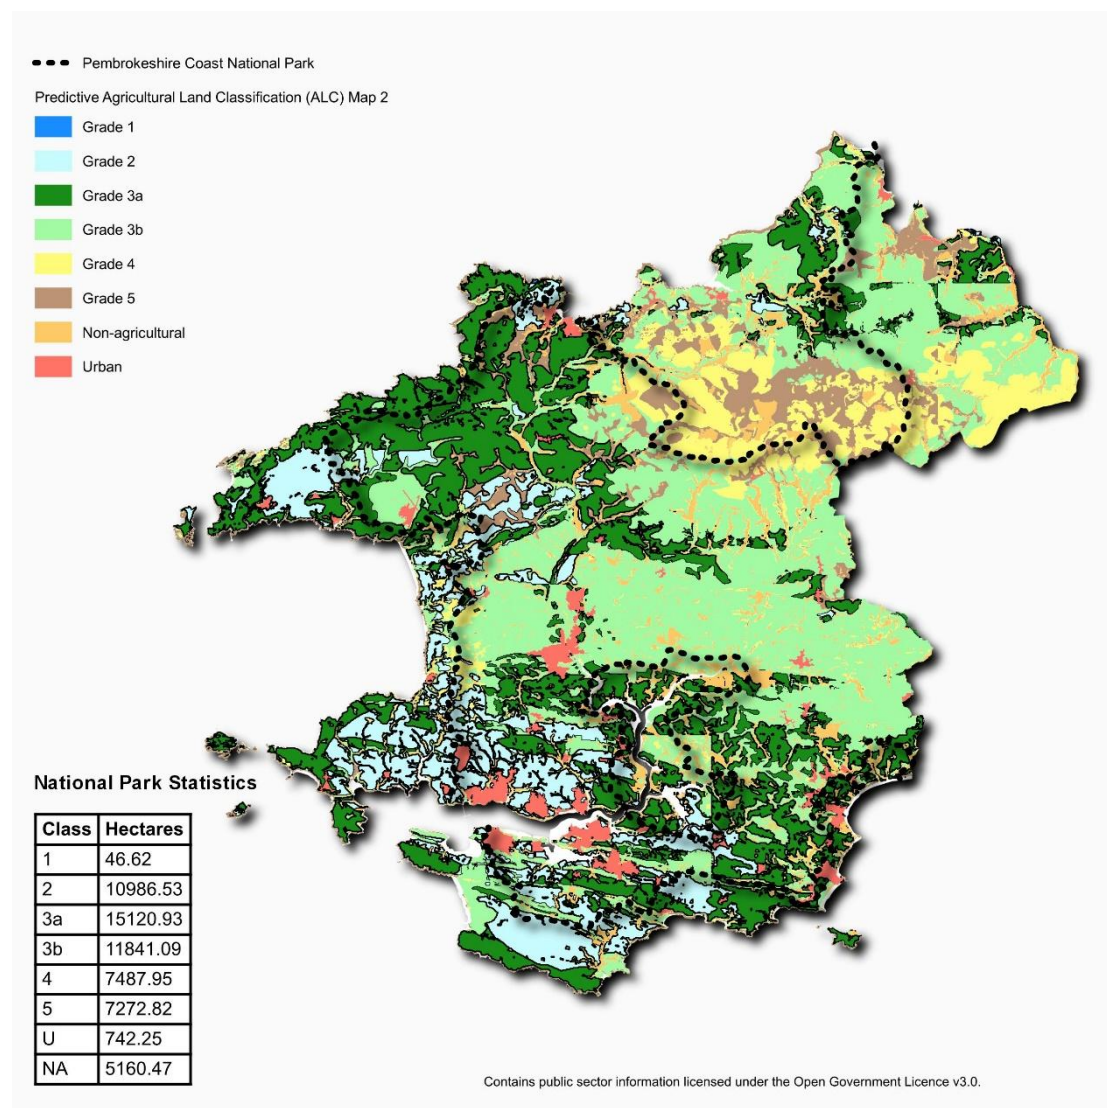 Pembrokeshire Coast National Park
Predictive Agricultural Land Classification (ALC) Map 2
Grade 1
Grade 2
Grade 3a
Grade 3b
Grade 4
Grade 5
Non-agricultural
Urban
National Park Statistics
Class Hectares
1 46.62
2 10986.53
3a 15120.93
3b 11841.09
4 7487.95
5 7272.82
U 742.25
NA 5160.47
Contains public sector information licensed under the Open Government Licence v3.0.